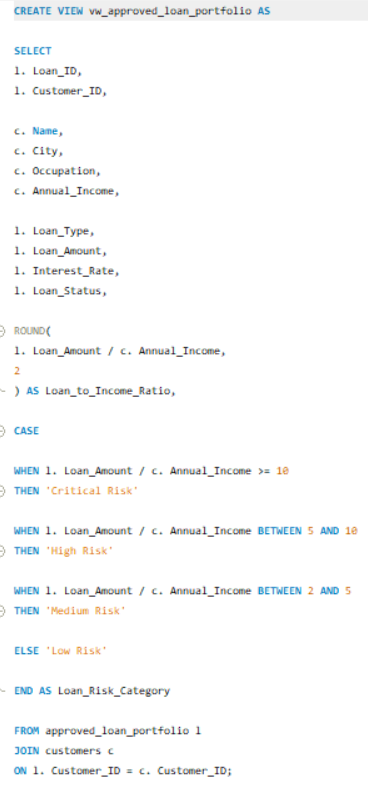 CREATE VIEW vw_approved_loan_portfolio AS
SELECT
l. Loan_ID,
l. Customer_ID,
c. Name,
c. City,
c. Occupation,
c. Annual_Income,
l. Loan_Type,
l. Loan_Amount,
l. Interest_Rate,
l. Loan_Status,
ROUND(
l. Loan_Amount / c. Annual_Income,
2
) AS Loan_to_Income_Ratio,
CASE
WHEN l. Loan_Amount / c. Annual_Income >= 10
THEN 'Critical Risk'
WHEN l. Loan_Amount / c. Annual_Income BETWEEN 5 AND 10
THEN 'High Risk'
WHEN l. Loan_Amount / c. Annual_Income BETWEEN 2 AND 5
THEN 'Medium Risk'
ELSE 'Low Risk'
END AS Loan_Risk_Category
FROM approved_loan_portfolio l
JOIN customers c
ON l. Customer_ID = c. Customer_ID;